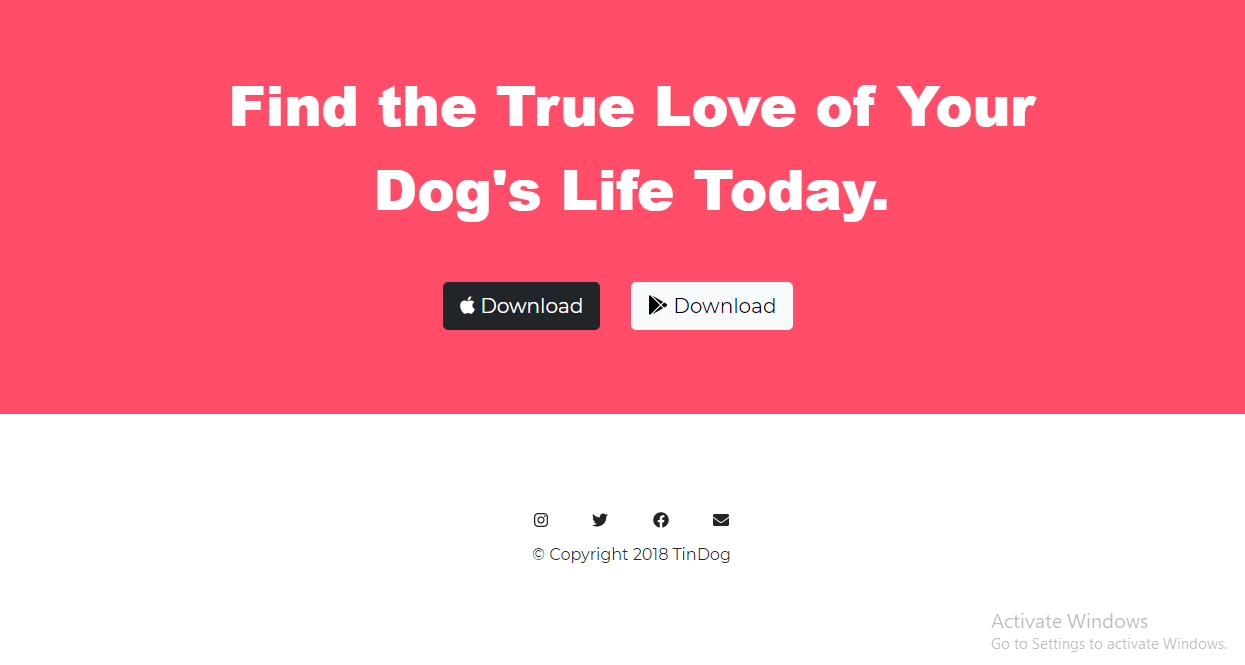 Find the True Love of Your
Dog's Life Today.
Download
Download
© Copyright 2018 TinDog
Activate Windows
Go to Settings to activate Windows.